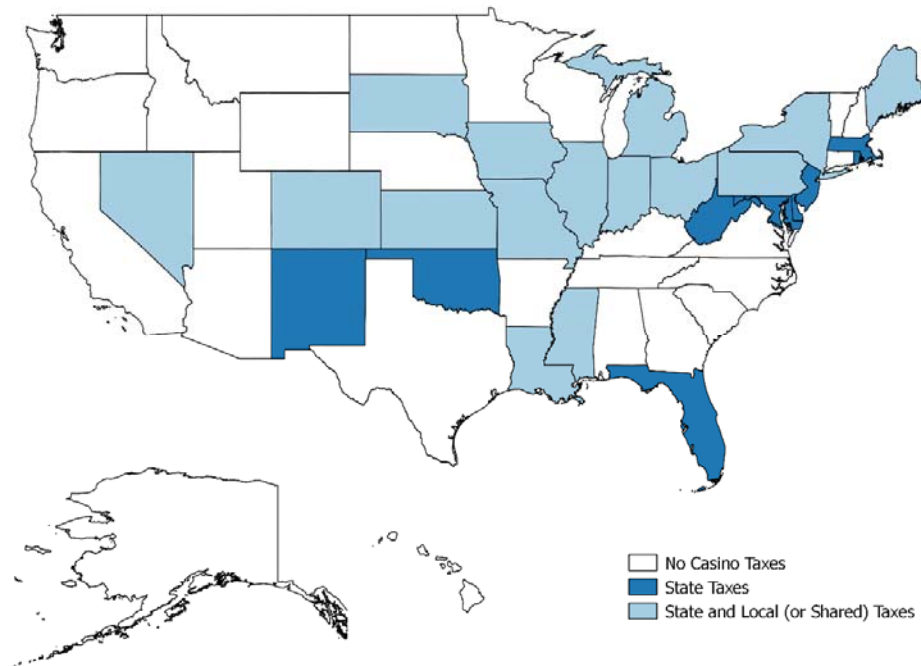 No Casino Taxes
State Taxes
State and Local (or Shared) Taxes